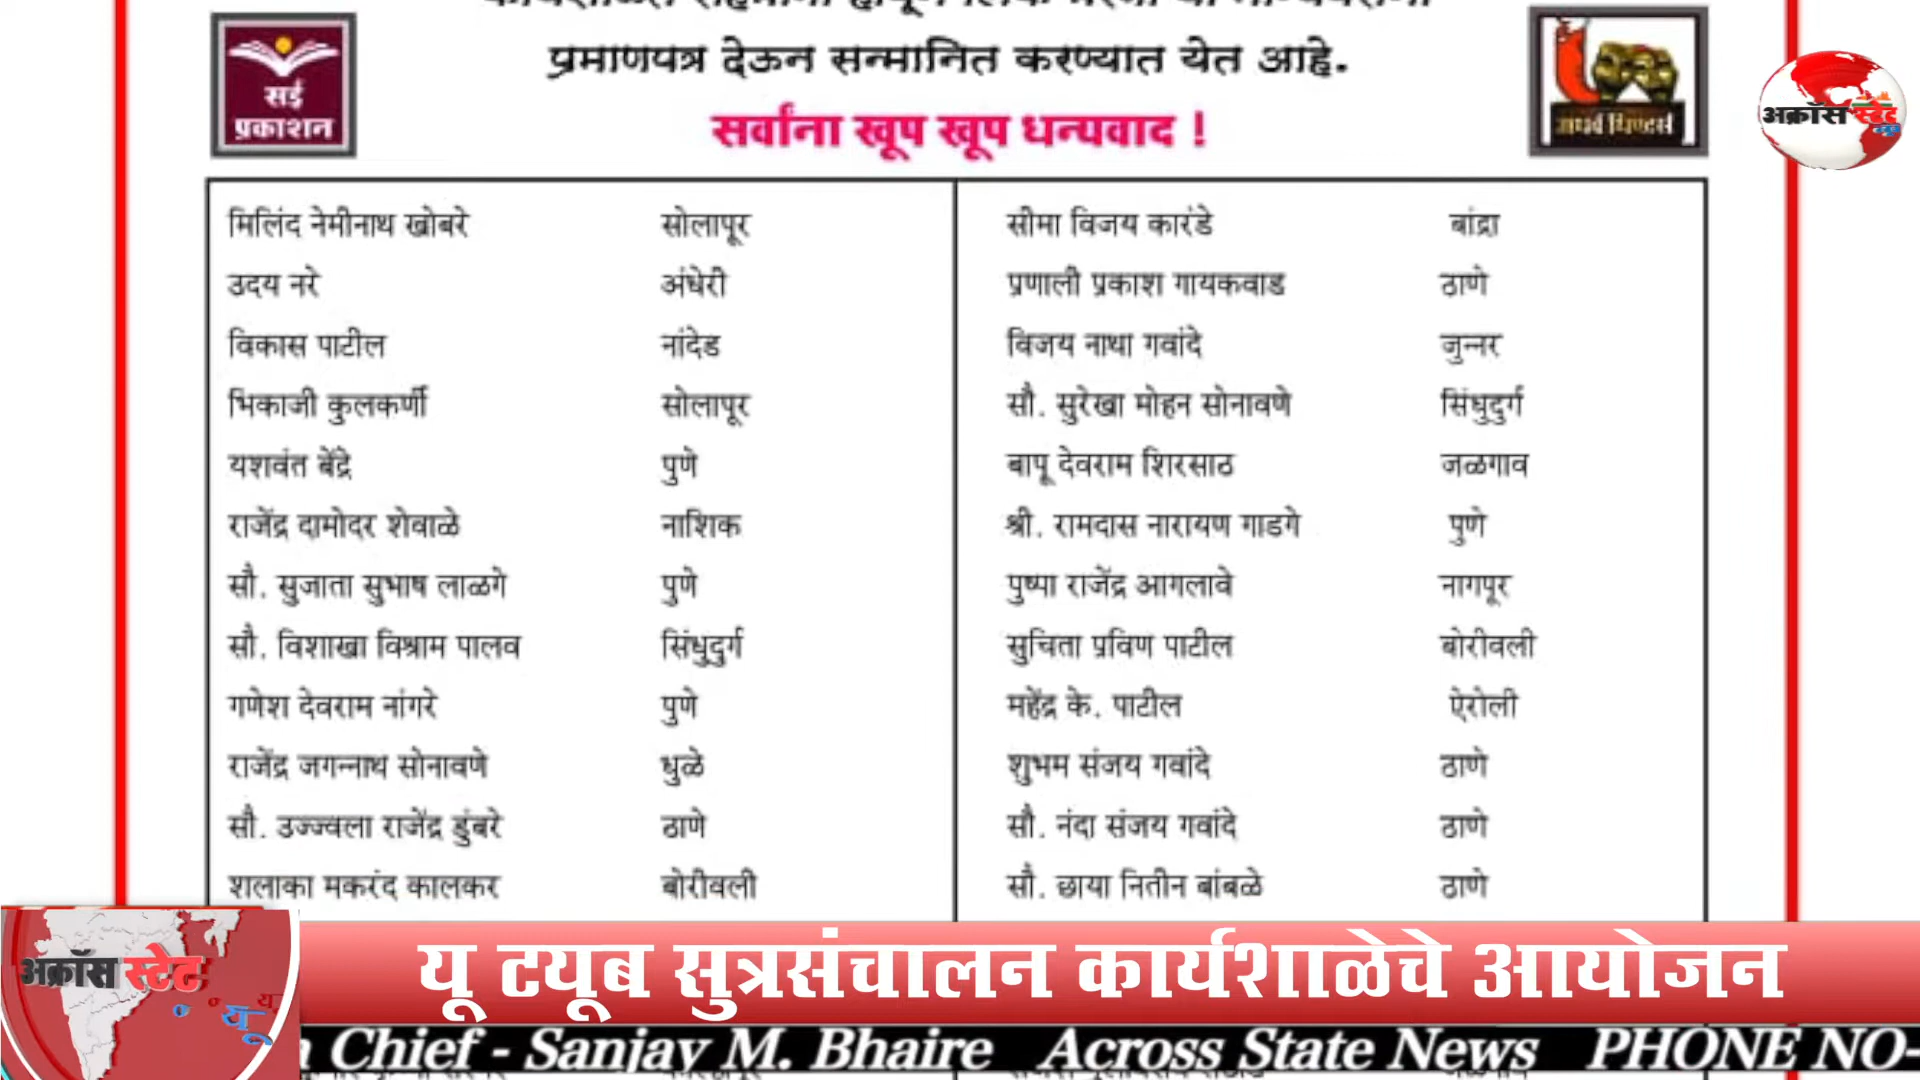 प्रमाणपत्र देऊन सन्मानित करण्यात येत आहे.
सर्वांना खूप खूप धन्यवाद !
सई
प्रकाशन
अक्रॉस स्टेट
मिलिंद नेमीनाथ खोबरे सोलापूर
सीमा विजय कारंडे बांद्रा
उदय नरे अंधेरी
प्रणाली प्रकाश गायकवाड ठाणे
विकास पाटील नांदेड
विजय नाथा गवांदे जुन्नर
भिकाजी कुलकर्णी सोलापूर
सौ. सुरेखा मोहन सोनावणे सिंधुदुर्ग
यशवंत बेंद्रे पुणे
बापू देवराम शिरसाठ जळगाव
राजेंद्र दामोदर शेवाळे नाशिक
श्री. रामदास नारायण गाडगे पुणे
सौ. सुजाता सुभाष लाळगे पुणे
पुष्पा राजेंद्र आगलावे नागपूर
सौ. विशाखा विश्राम पालव सिंधुदुर्ग
सुचिता प्रविण पाटील बोरीवली
गणेश देवराम नांगरे पुणे
महेंद्र के. पाटील ऐरोली
राजेंद्र जगन्नाथ सोनावणे धुळे
शुभम संजय गवांदे ठाणे
सौ. उज्ज्वला राजेंद्र डुंबरे ठाणे
सौ. नंदा संजय गवांदे ठाणे
शलाका मकरंद कालकर बोरीवली
सौ. छाया नितीन बांबळे ठाणे
अक्रॉस स्टेट
यू टयूब सुत्रसंचालन कार्यशाळेचे आयोजन
Chief - Sanjay M. Bhaire Across State News PHONE NO-